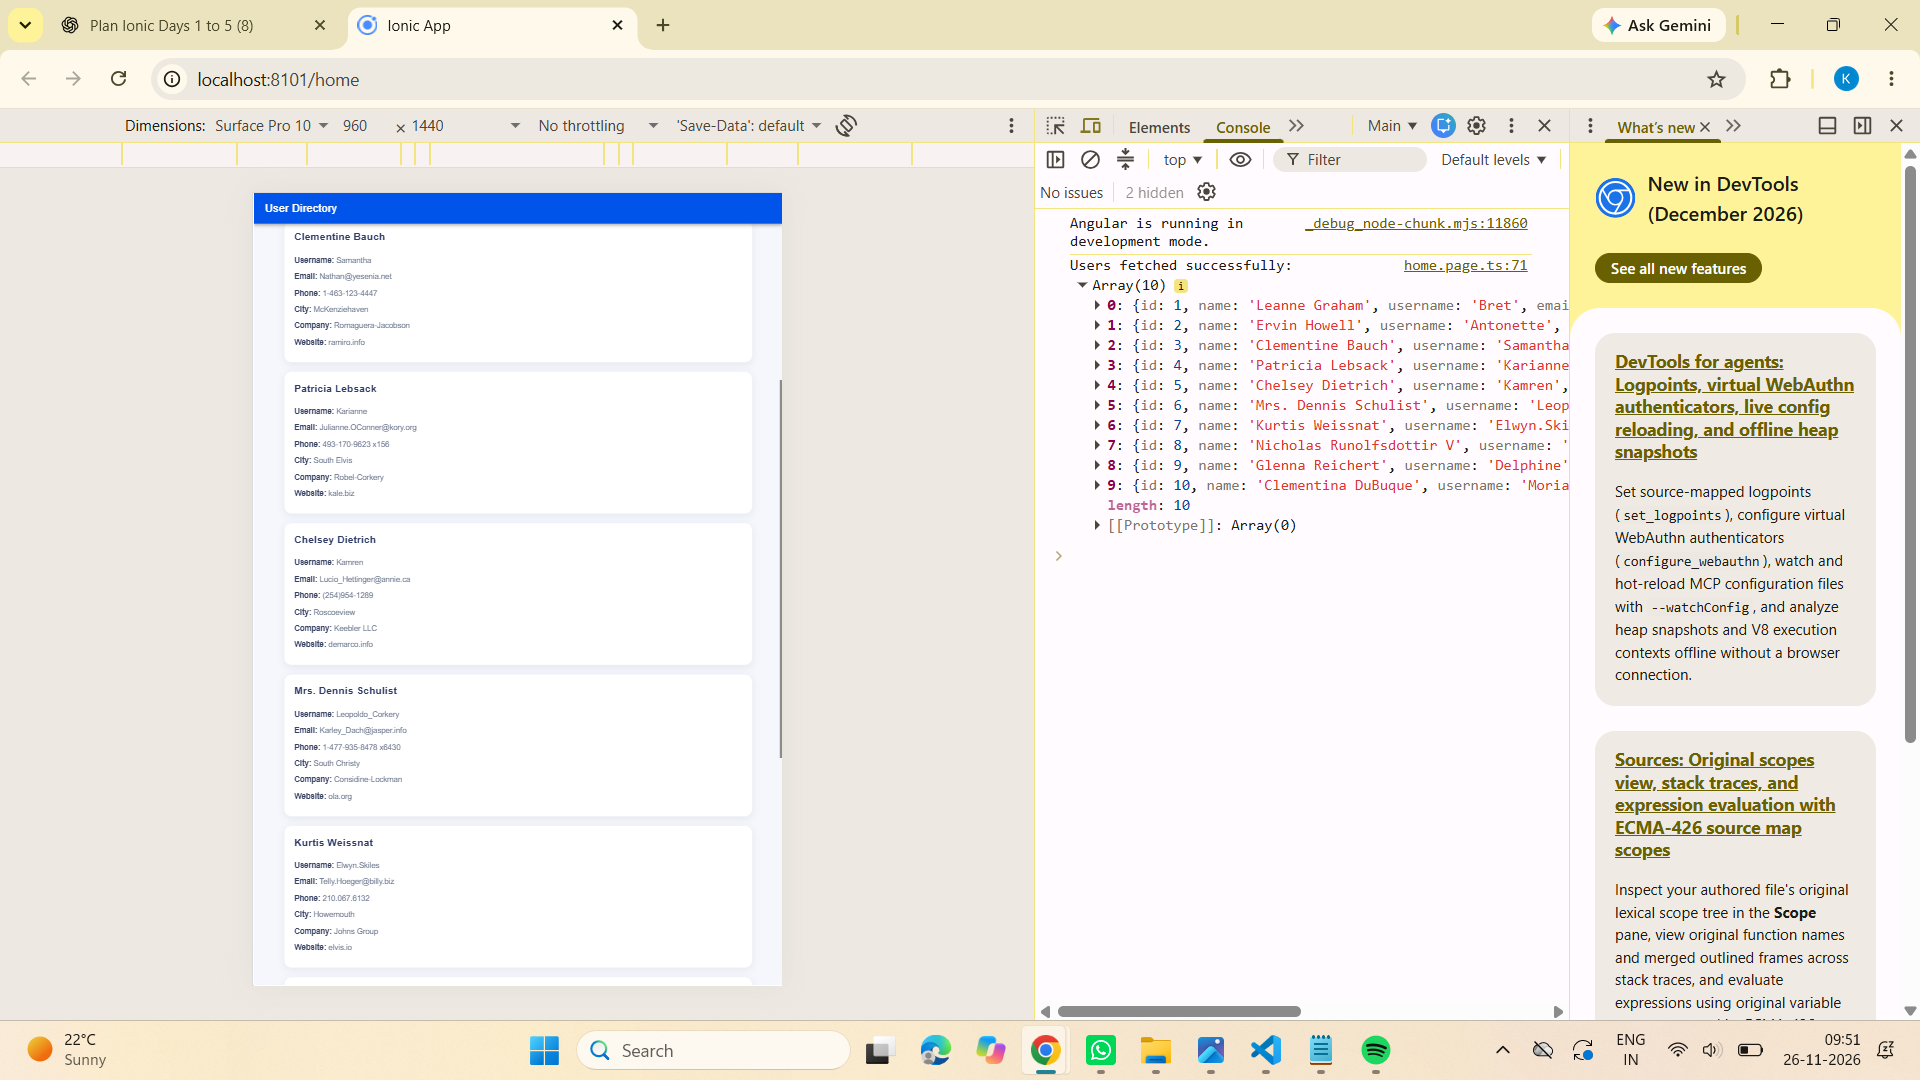 Plan Ionic Days 1 to 5 (8)
Ionic App
Ask Gemini
localhost:8101/home
K
Dimensions: Surface Pro 10 960 × 1440 No throttling 'Save-Data': default
Elements Console Main
top Filter Default levels
No issues 2 hidden
Angular is running in development mode. _debug_node-chunk.mjs:11860
Users fetched successfully: home.page.ts:71
Array(10) i
0: {id: 1, name: 'Leanne Graham', username: 'Bret', emai
1: {id: 2, name: 'Ervin Howell', username: 'Antonette',
2: {id: 3, name: 'Clementine Bauch', username: 'Samantha
3: {id: 4, name: 'Patricia Lebsack', username: 'Karianne
4: {id: 5, name: 'Chelsey Dietrich', username: 'Kamren',
5: {id: 6, name: 'Mrs. Dennis Schulist', username: 'Leop
6: {id: 7, name: 'Kurtis Weissnat', username: 'Elwyn.Ski
7: {id: 8, name: 'Nicholas Runolfsdottir V', username: '
8: {id: 9, name: 'Glenna Reichert', username: 'Delphine'
9: {id: 10, name: 'Clementina DuBuque', username: 'Moria
length: 10
[[Prototype]]: Array(0)
User Directory
Clementine Bauch
Username: Samantha
Email: Nathan@yesenia.net
Phone: 1-463-123-4447
City: McKenziehaven
Company: Romaguera-Jacobson
Website: ramiro.info
Patricia Lebsack
Username: Karianne
Email: Julianne.OConner@kory.org
Phone: 493-170-9623 x156
City: South Elvis
Company: Robel-Corkery
Website: kale.biz
Chelsey Dietrich
Username: Kamren
Email: Lucio_Hettinger@annie.ca
Phone: (254)954-1289
City: Roscoeview
Company: Keebler LLC
Website: demarco.info
Mrs. Dennis Schulist
Username: Leopoldo_Corkery
Email: Karley_Dach@jasper.info
Phone: 1-477-935-8478 x6430
City: South Christy
Company: Considine-Lockman
Website: ola.org
Kurtis Weissnat
Username: Elwyn.Skiles
Email: Telly.Hoeger@billy.biz
Phone: 210.067.6132
City: Howemouth
Company: Johns Group
Website: elvis.io
What's new
New in DevTools
(December 2026)
See all new features
DevTools for agents:
Logpoints, virtual WebAuthn
authenticators, live config
reloading, and offline heap
snapshots
Set source-mapped logpoints
(set_logpoints), configure virtual
WebAuthn authenticators
(configure_webauthn), watch and
hot-reload MCP configuration files
with --watchConfig, and analyze
heap snapshots and V8 execution
contexts offline without a browser
connection.
Sources: Original scopes
view, stack traces, and
expression evaluation with
ECMA-426 source map
scopes
Inspect your authored file's original
lexical scope tree in the Scope
pane, view original function names
and merged outlined frames across
stack traces, and evaluate
expressions using original variable
22°C
Sunny
Search
ENG
IN
09:51
26-11-2026